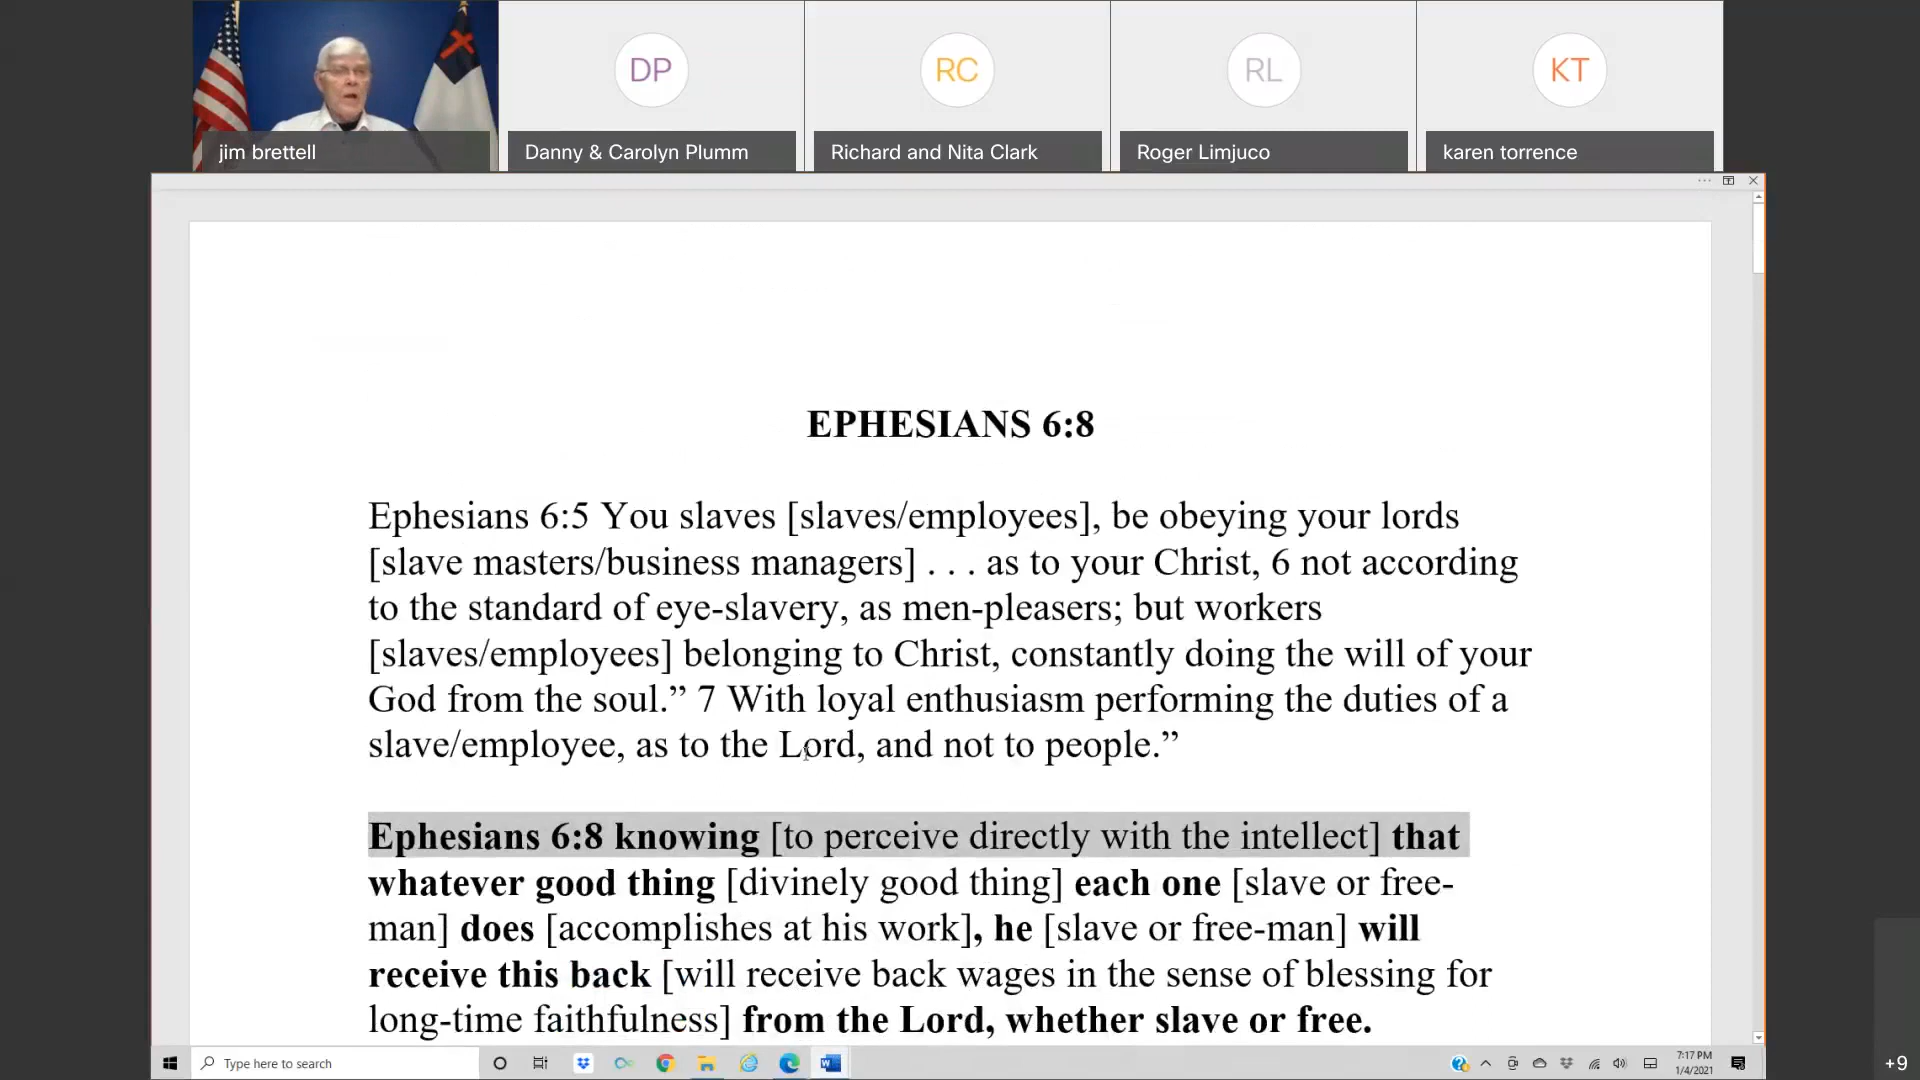 DP
RC
RL
KT
jim brettell
Danny & Carolyn Plumm
Richard and Nita Clark
Roger Limjuco
karen torrence
EPHESIANS 6:8
Ephesians 6:5 You slaves [slaves/employees], be obeying your lords
[slave masters/business managers] . . . as to your Christ, 6 not according
to the standard of eye-slavery, as men-pleasers; but workers
[slaves/employees] belonging to Christ, constantly doing the will of your
God from the soul.” 7 With loyal enthusiasm performing the duties of a
slave/employee, as to the Lord, and not to people.”
Ephesians 6:8 knowing [to perceive directly with the intellect] that
whatever good thing [divinely good thing] each one [slave or free-
man] does [accomplishes at his work], he [slave or free-man] will
receive this back [will receive back wages in the sense of blessing for
long-time faithfulness] from the Lord, whether slave or free.
Type here to search
7:17 PM
1/4/2021
+9